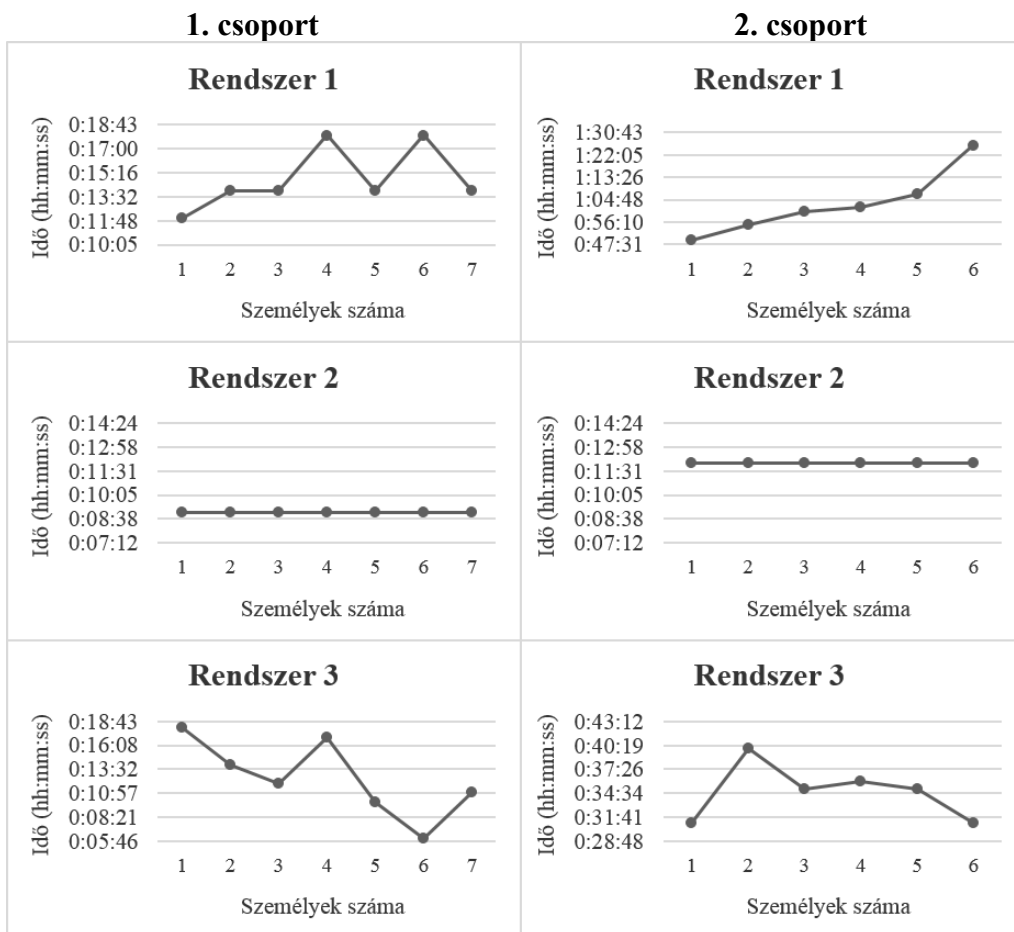 1. csoport
2. csoport
Rendszer 1
Idő (hh:mm:ss)
0:18:43
0:17:00
0:15:16
0:13:32
0:11:48
0:10:05
1 2 3 4 5 6 7
Személyek száma
Rendszer 1
Idő (hh:mm:ss)
1:30:43
1:22:05
1:13:26
1:04:48
0:56:10
0:47:31
1 2 3 4 5 6
Személyek száma
Rendszer 2
Idő (hh:mm:ss)
0:14:24
0:12:58
0:11:31
0:10:05
0:08:38
0:07:12
1 2 3 4 5 6 7
Személyek száma
Rendszer 2
Idő (hh:mm:ss)
0:14:24
0:12:58
0:11:31
0:10:05
0:08:38
0:07:12
1 2 3 4 5 6
Személyek száma
Rendszer 3
Idő (hh:mm:ss)
0:18:43
0:16:08
0:13:32
0:10:57
0:08:21
0:05:46
1 2 3 4 5 6 7
Személyek száma
Rendszer 3
Idő (hh:mm:ss)
0:43:12
0:40:19
0:37:26
0:34:34
0:31:41
0:28:48
1 2 3 4 5 6
Személyek száma